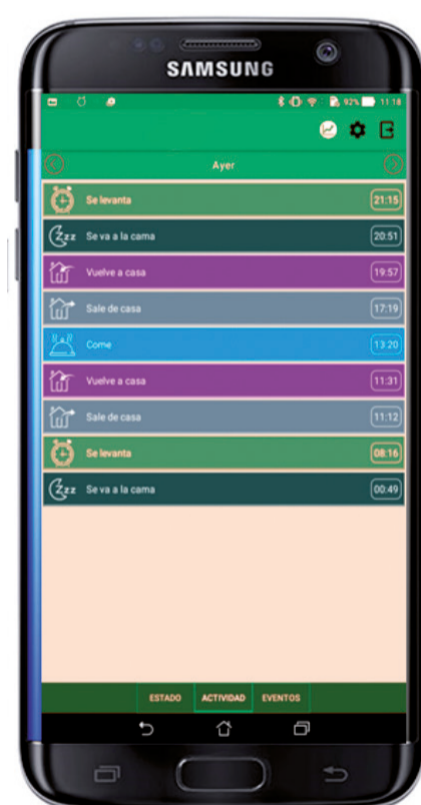 SAMSUNG
92% 11:18
Ayer
Se levanta 21:15
Zzz Se va a la cama 20:51
Vuelve a casa 19:57
Sale de casa 17:19
Come 13:20
Vuelve a casa 11:31
Sale de casa 11:12
Se levanta 08:16
Zzz Se va a la cama 00:49
ESTADO ACTIVIDAD EVENTOS